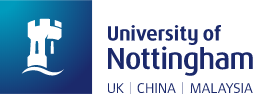 University of
Nottingham
UK | CHINA | MALAYSIA